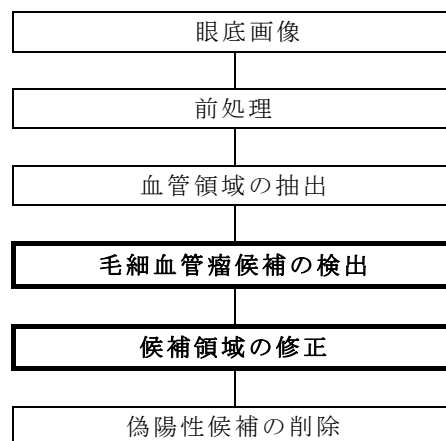 眼底画像
前処理
血管領域の抽出
毛細血管瘤候補の検出
候補領域の修正
偽陽性候補の削除